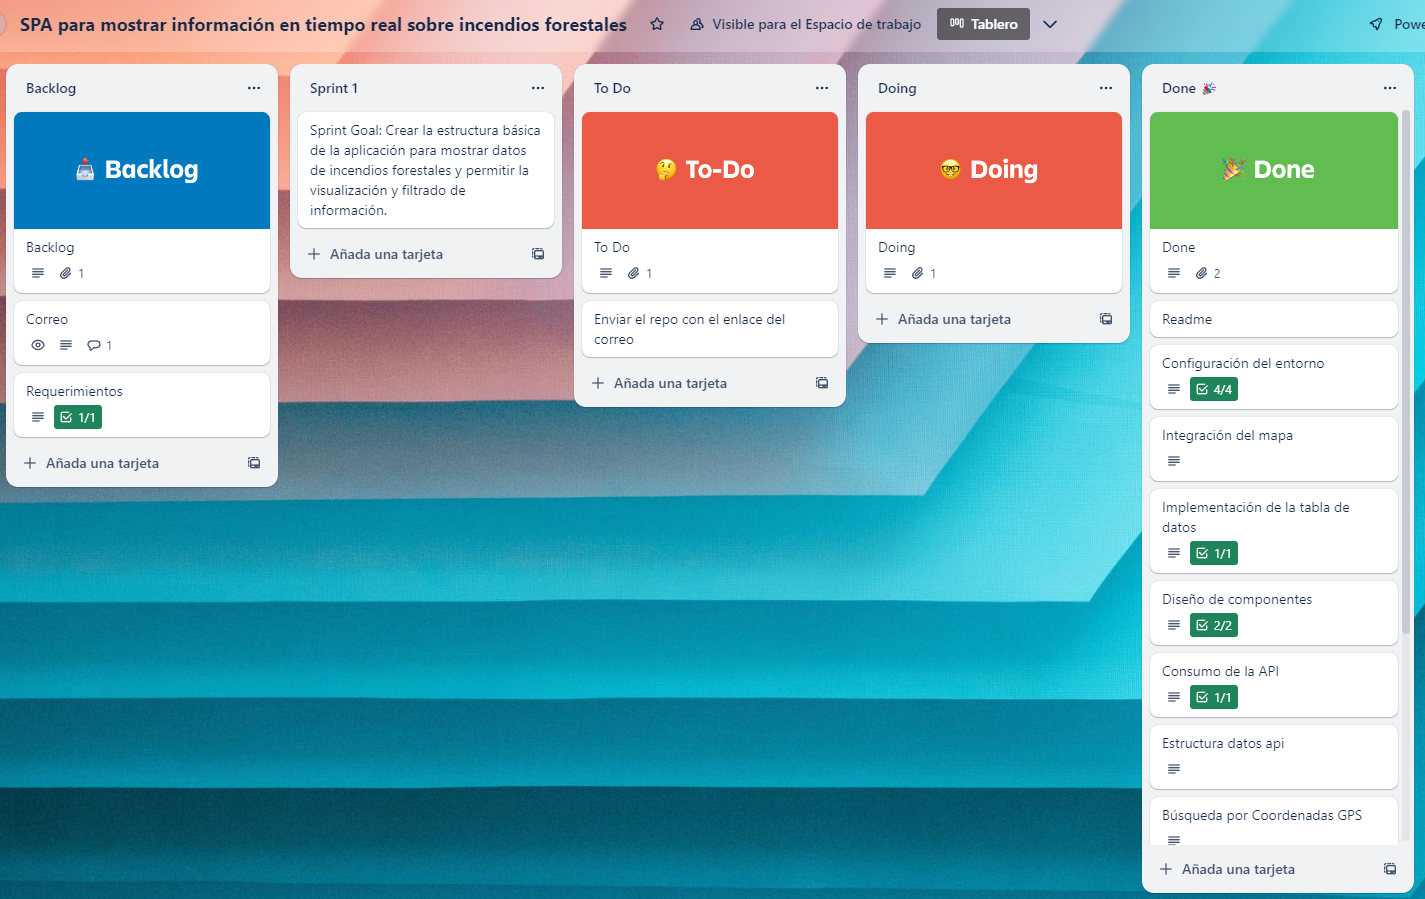 SPA para mostrar información en tiempo real sobre incendios forestales
Visible para el Espacio de trabajo
Tablero
Backlog
Backlog
Backlog
1
Correo
1
Requerimientos
1/1
Añada una tarjeta
Sprint 1
Sprint Goal: Crear la estructura básica
de la aplicación para mostrar datos
de incendios forestales y permitir la
visualización y filtrado de
información.
Añada una tarjeta
To Do
To-Do
To Do
1
Enviar el repo con el enlace del
correo
Añada una tarjeta
Doing
Doing
Doing
1
Añada una tarjeta
Done
Done
Done
2
Readme
Configuración del entorno
4/4
Integración del mapa
Implementación de la tabla de
datos
1/1
Diseño de componentes
2/2
Consumo de la API
1/1
Estructura datos api
Búsqueda por Coordenadas GPS
Añada una tarjeta